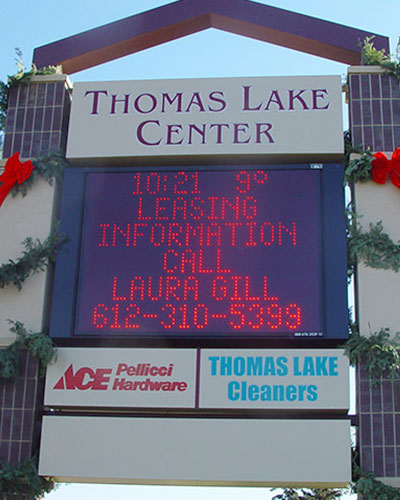 THOMAS LAKE
CENTER
10:21 9°
LEASING
INFORMATION
CALL
LAURA GILL
612-310-5399
ACE Pellicci
Hardware
THOMAS LAKE
Cleaners